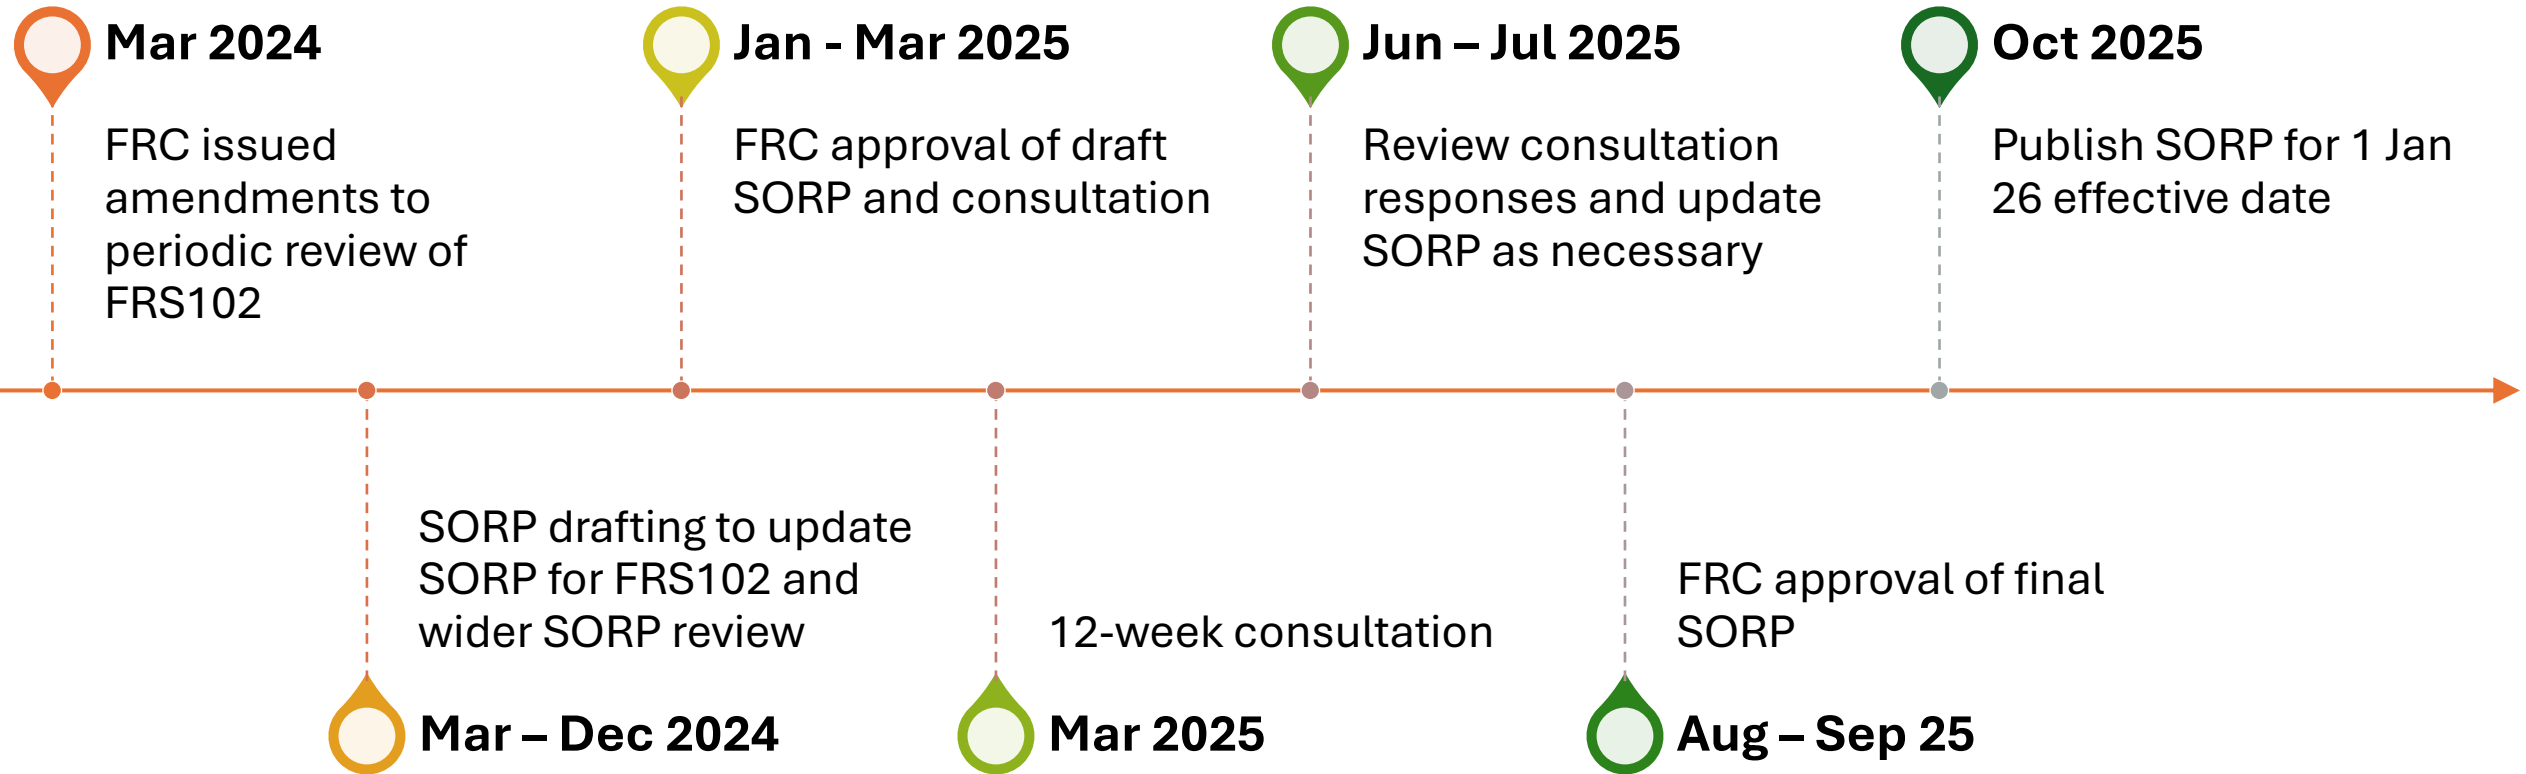 Mar 2024
FRC issued
amendments to
periodic review of
FRS102
SORP drafting to update
SORP for FRS102 and
wider SORP review
Mar – Dec 2024
Jan - Mar 2025
FRC approval of draft
SORP and consultation
12-week consultation
Mar 2025
Jun – Jul 2025
Review consultation
responses and update
SORP as necessary
FRC approval of final
SORP
Aug – Sep 25
Oct 2025
Publish SORP for 1 Jan
26 effective date